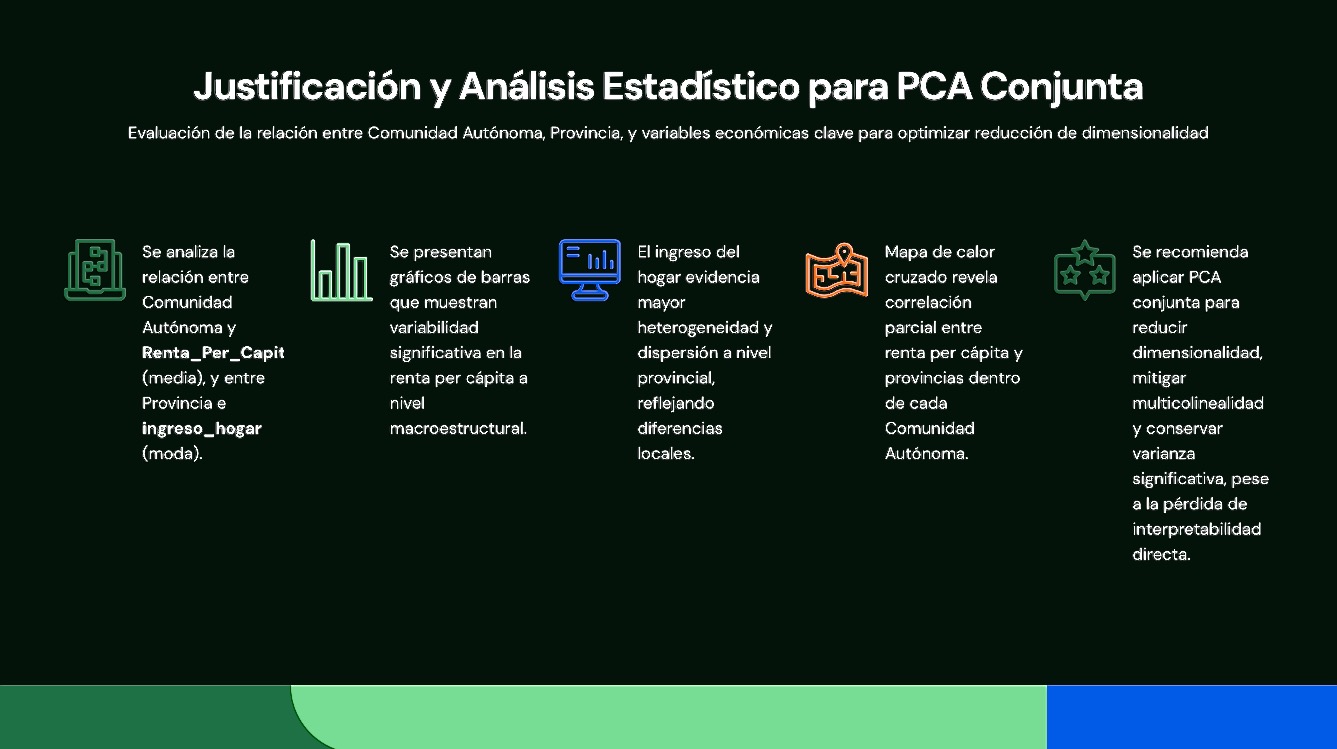 Justificación y Análisis Estadístico para PCA Conjunta
Evaluación de la relación entre Comunidad Autónoma, Provincia, y variables económicas clave para optimizar reducción de dimensionalidad
Se analiza la
relación entre
Comunidad
Autónoma y
Renta_Per_Capit
(media), y entre
Provincia e
ingreso_hogar
(moda).
Se presentan
gráficos de barras
que muestran
variabilidad
significativa en la
renta per cápita a
nivel
macroestructural.
El ingreso del
hogar evidencia
mayor
heterogeneidad y
dispersión a nivel
provincial,
reflejando
diferencias
locales.
Mapa de calor
cruzado revela
correlación
parcial entre
renta per cápita y
provincias dentro
de cada
Comunidad
Autónoma.
Se recomienda
aplicar PCA
conjunta para
reducir
dimensionalidad,
mitigar
multicolinealidad
y conservar
varianza
significativa, pese
a la pérdida de
interpretabilidad
directa.